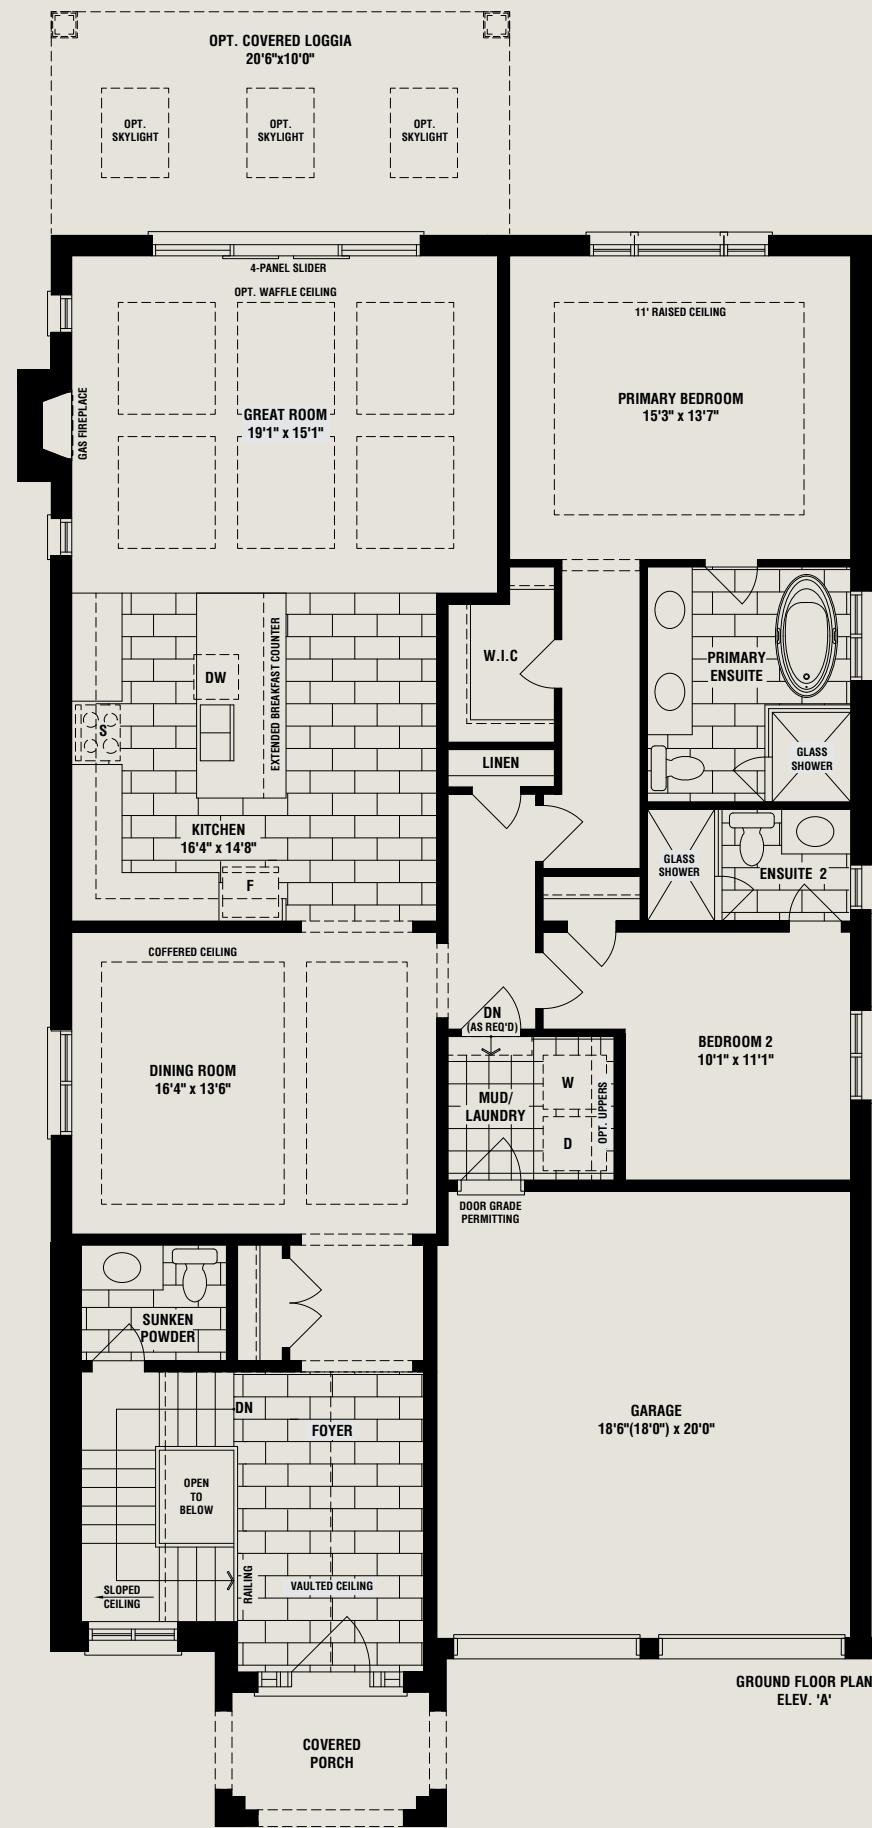 OPT. COVERED LOGGIA
20'6"x10'0"
OPT.
SKYLIGHT
OPT.
SKYLIGHT
OPT.
SKYLIGHT
4-PANEL SLIDER
OPT. WAFFLE CEILING
11' RAISED CEILING
GAS FIREPLACE
GREAT ROOM
19'1" x 15'1"
PRIMARY BEDROOM
15'3" x 13'7"
W.I.C
PRIMARY
ENSUITE
DW
EXTENDED BREAKFAST COUNTER
S
LINEN
GLASS
SHOWER
KITCHEN
16'4" x 14'8"
F
GLASS
SHOWER
ENSUITE 2
COFFERED CEILING
DN
(AS REQ'D)
DINING ROOM
16'4" x 13'6"
BEDROOM 2
10'1" x 11'1"
MUD/
LAUNDRY
W
D
OPT. UPPERS
DOOR GRADE
PERMITTING
SUNKEN
POWDER
DN
FOYER
GARAGE
18'6"(18'0") x 20'0"
OPEN
TO
BELOW
SLOPED
CEILING
RAILING
VAULTED CEILING
GROUND FLOOR PLAN
ELEV. 'A'
COVERED
PORCH